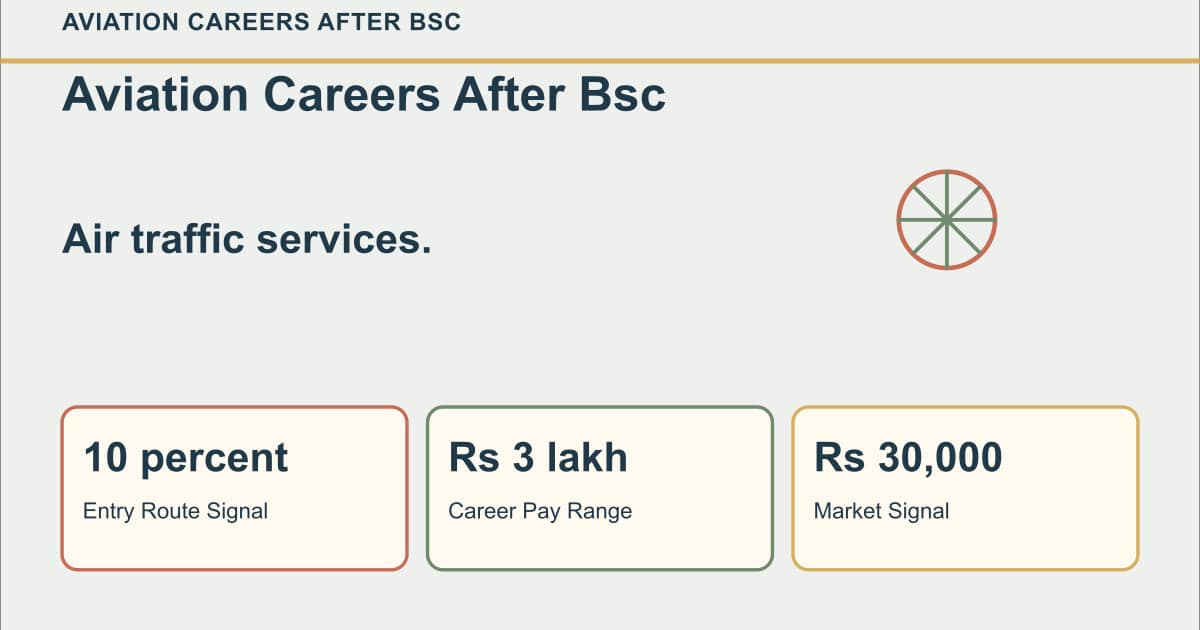 AVIATION CAREERS AFTER BSC
Aviation Careers After Bsc
Air traffic services.
10 percent
Entry Route Signal
Rs 3 lakh
Career Pay Range
Rs 30,000
Market Signal